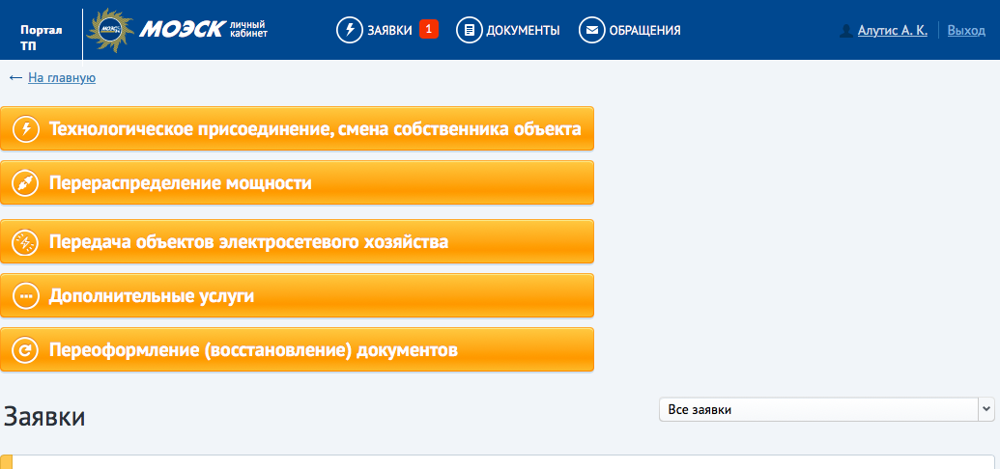 Портал
ТП
МОЭСК
МОЭСК личный
кабинет
ЗАЯВКИ 1
ДОКУМЕНТЫ
ОБРАЩЕНИЯ
Алутис А. К.
Выход
← На главную
Технологическое присоединение, смена собственника объекта
Перераспределение мощности
Передача объектов электросетевого хозяйства
Дополнительные услуги
Переоформление (восстановление) документов
Заявки
Все заявки